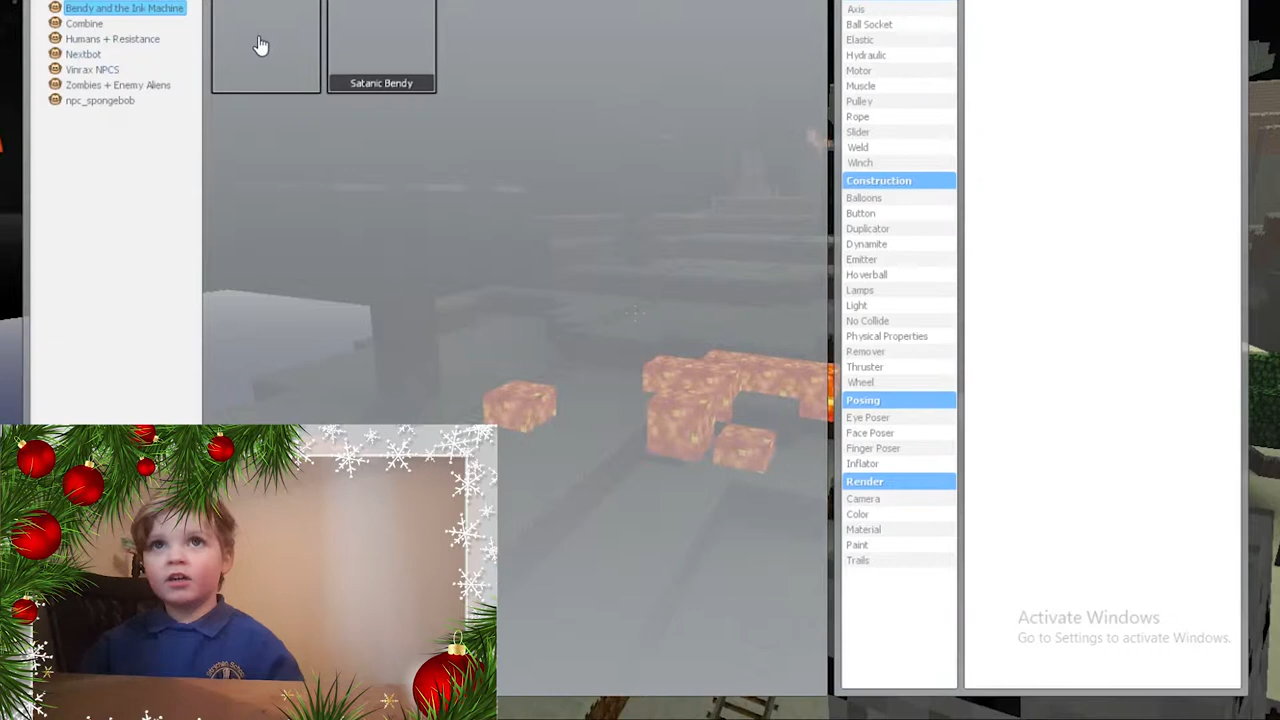 Bendy and the Ink Machine
Combine
Humans + Resistance
Nextbot
Vinrax NPCS
Zombies + Enemy Aliens
npc_spongebob
Satanic Bendy
Axis
Ball Socket
Elastic
Hydraulic
Motor
Muscle
Pulley
Rope
Slider
Weld
Winch
Construction
Balloons
Button
Duplicator
Dynamite
Emitter
Hoverball
Lamps
Light
No Collide
Physical Properties
Remover
Thruster
Wheel
Posing
Eye Poser
Face Poser
Finger Poser
Inflator
Render
Camera
Color
Material
Paint
Trails
Activate Windows
Go to Settings to activate Windows.